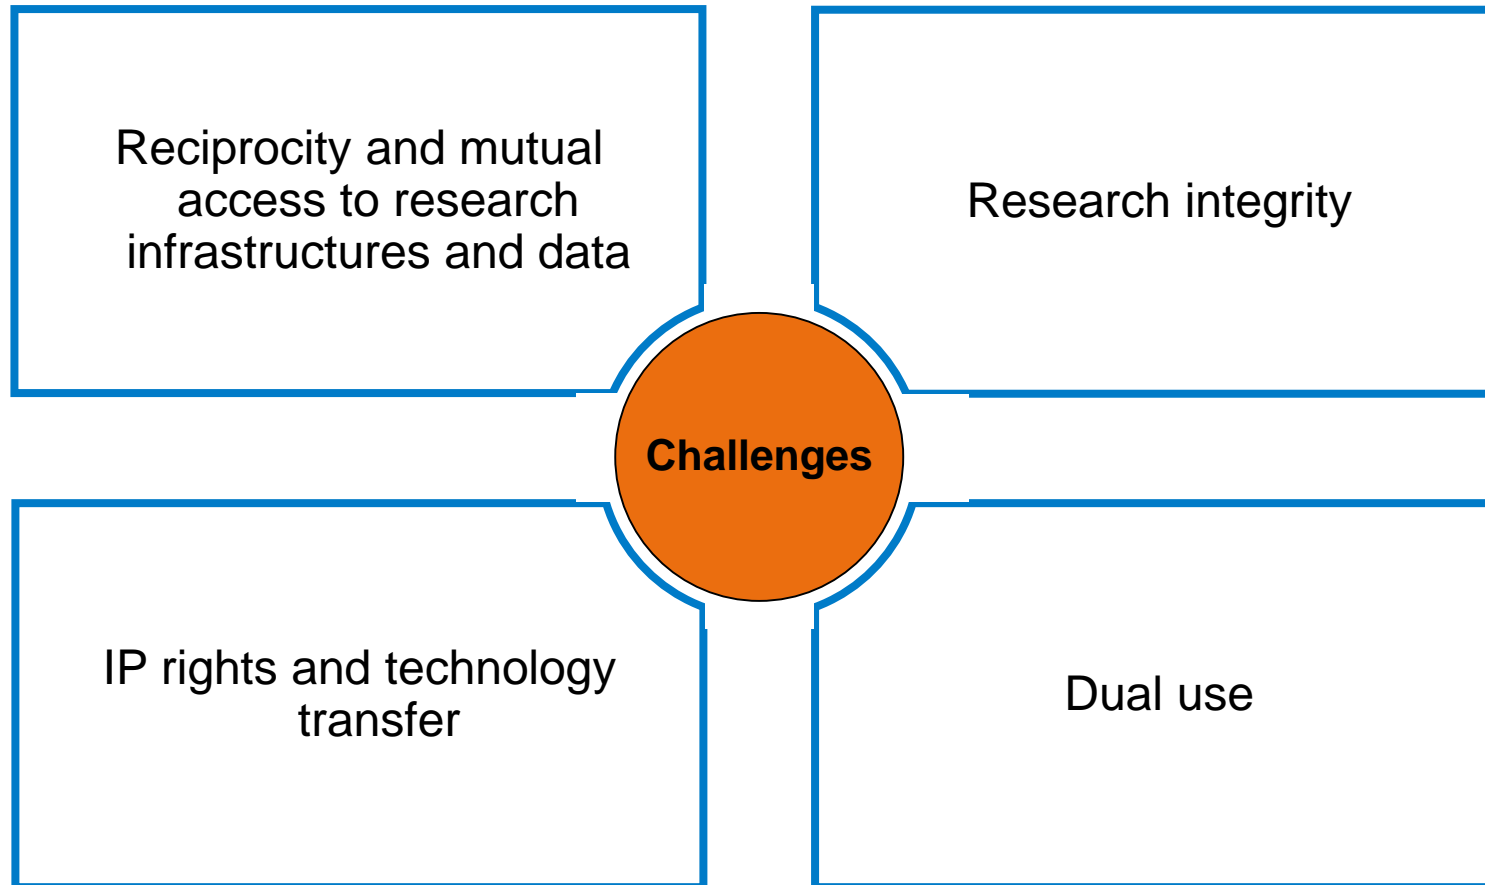 Reciprocity and mutual
access to research
infrastructures and data
Research integrity
Challenges
IP rights and technology
transfer
Dual use